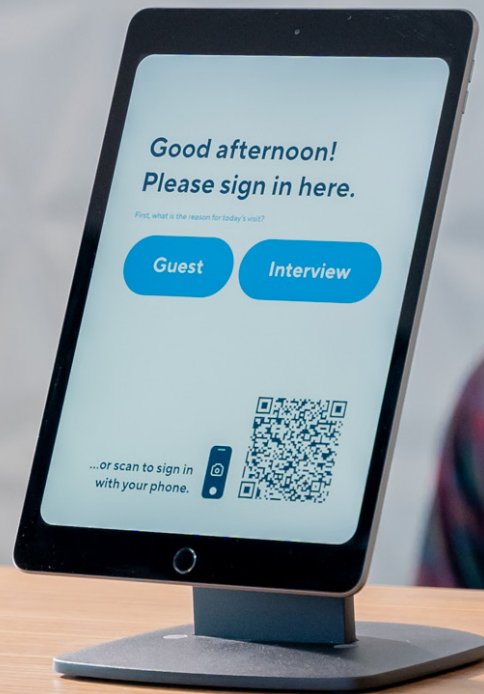 Good afternoon!
Please sign in here.
First, what is the reason for today's visit?
Guest
Interview
...or scan to sign in
with your phone.